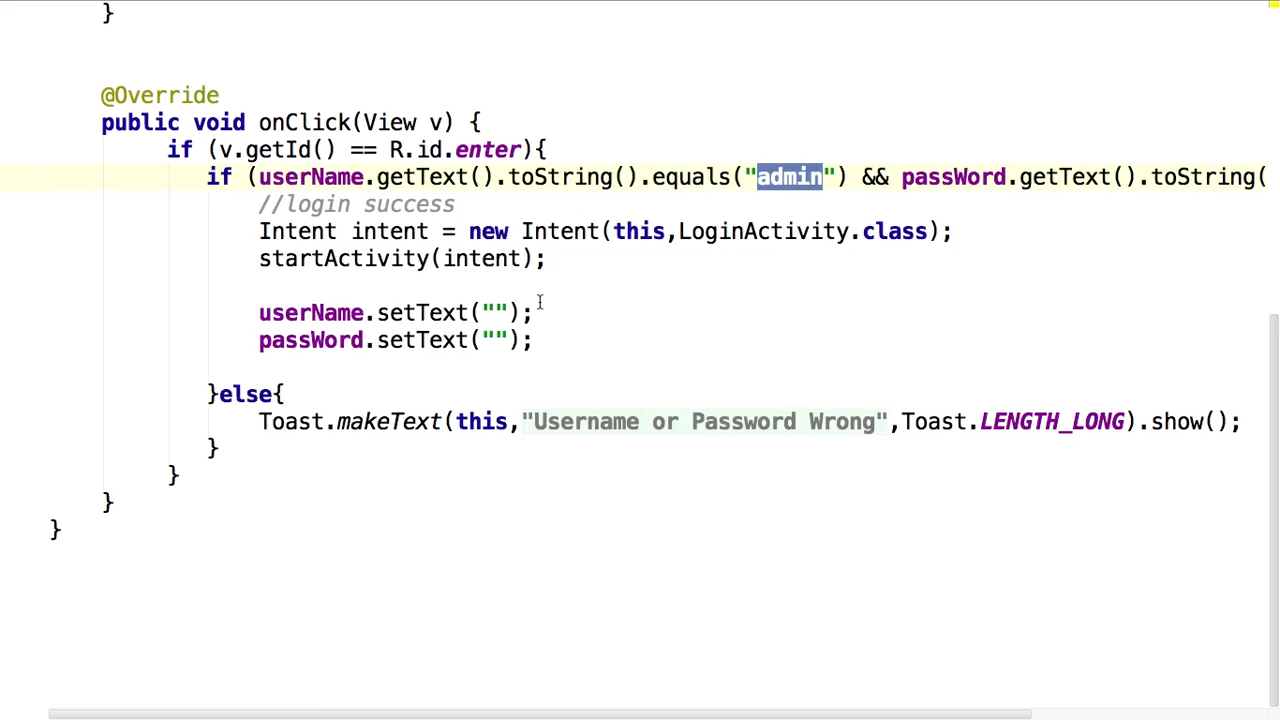 }
@Override
public void onClick(View v) {
if (v.getId() == R.id.enter){
if (userName.getText().toString().equals("admin") && passWord.getText().toString(
//login success
Intent intent = new Intent(this,LoginActivity.class);
startActivity(intent);
userName.setText("");
passWord.setText("");
}else{
Toast.makeText(this,"Username or Password Wrong",Toast.LENGTH_LONG).show();
}
}
}
}